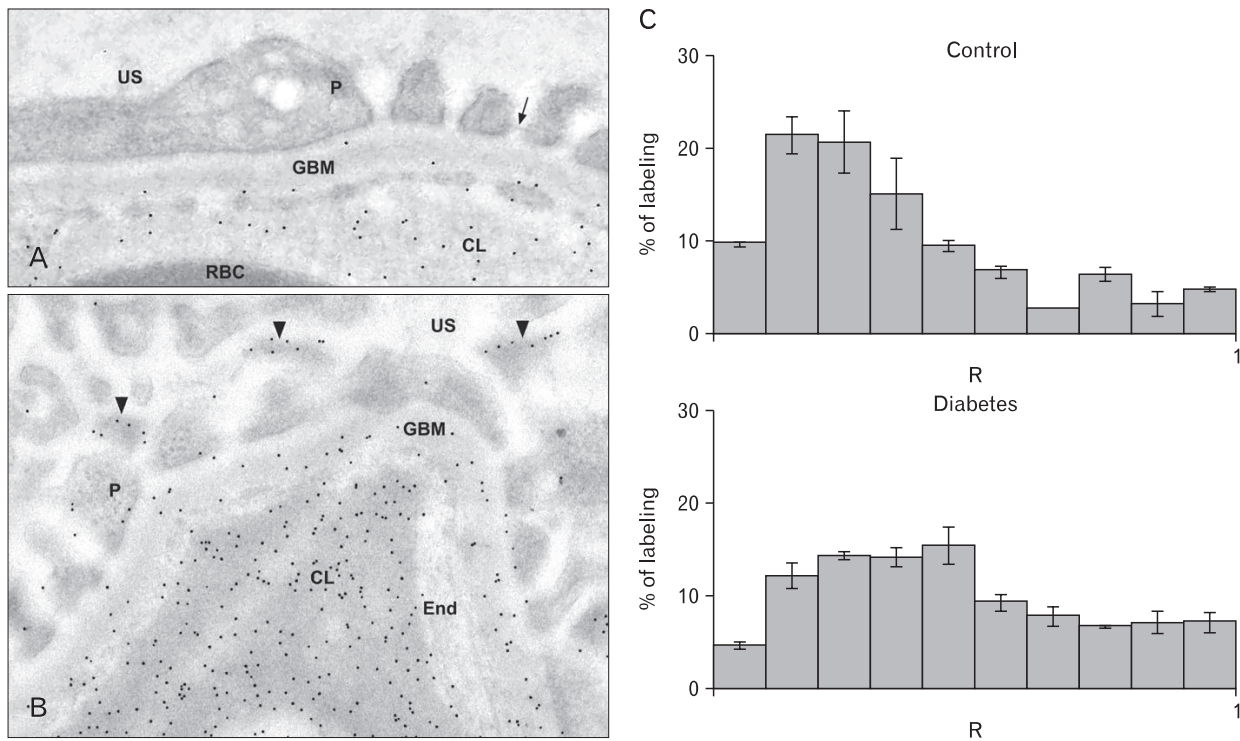 US
P
GBM
CL
RBC
A
US
GBM
P
CL
End
B
C
Control
30
20
10
0
% of labeling
1
R
Diabetes
30
20
10
0
% of labeling
1
R